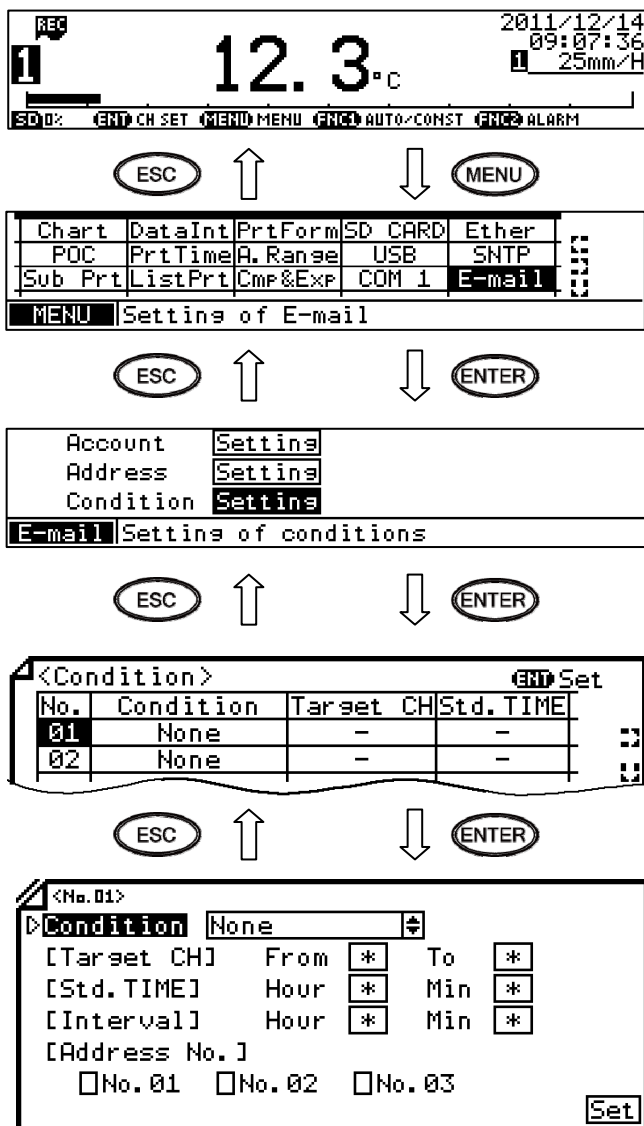 REC
2011/12/14
09:07:36
1 12.3°C 1 25mm/H
SD 0% ENT CH SET MENU MENU FNC1 AUTO/CONST FNC2 ALARM
ESC MENU
Chart DataInt PrtForm SD CARD Ether
POC PrtTime A.Range USB SNTP
Sub Prt ListPrt Cmp&Exp COM 1 E-mail
MENU Setting of E-mail
ESC ENTER
Account Setting
Address Setting
Condition Setting
E-mail Setting of conditions
ESC ENTER
<Condition> ENT Set
No. Condition Target CH Std.TIME
01 None - -
02 None - -
ESC ENTER
<No.01>
Condition None
[Target CH] From * To *
[Std.TIME] Hour * Min *
[Interval] Hour * Min *
[Address No.]
No.01 No.02 No.03
Set